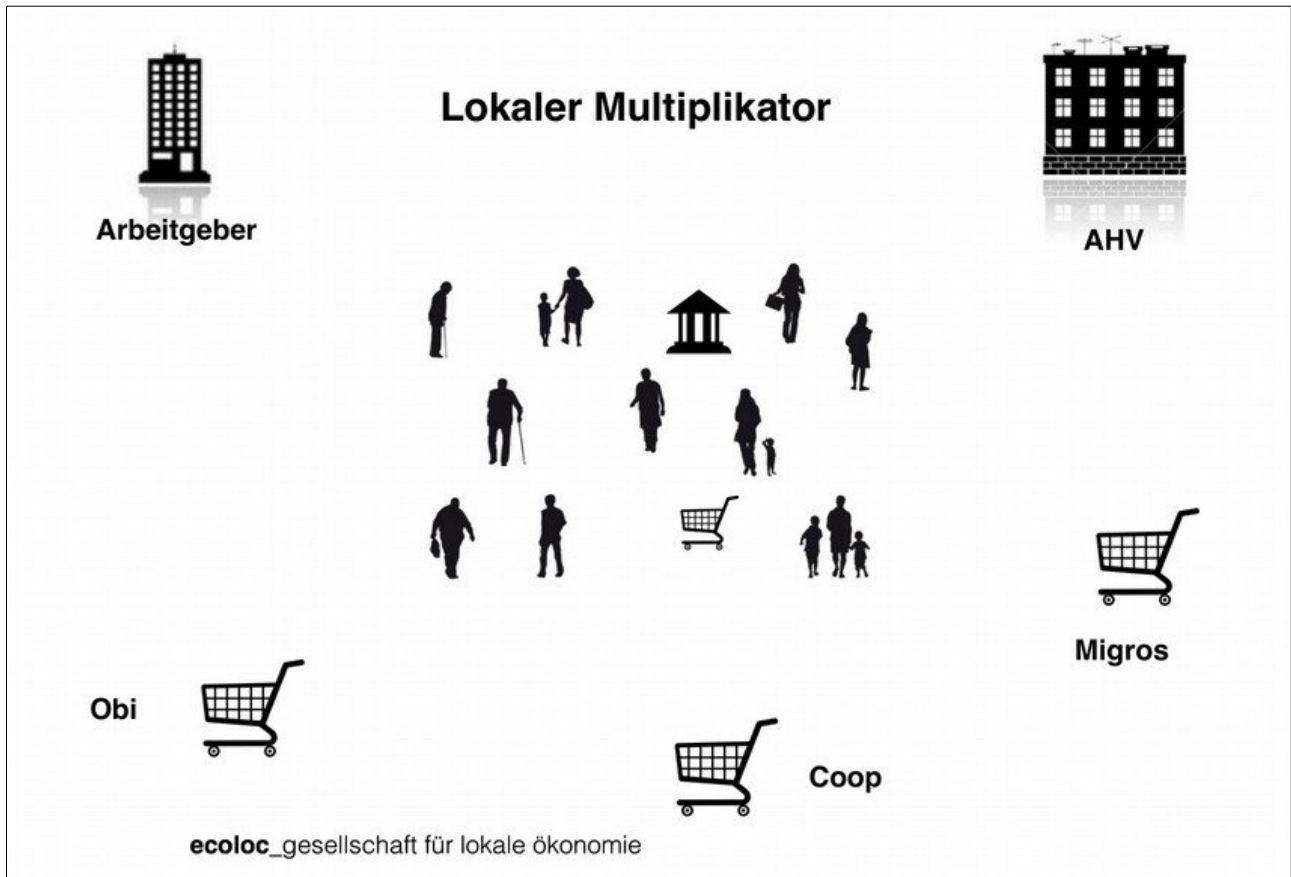 Lokaler Multiplikator
Arbeitgeber
AHV
Migros
Obi
Coop
ecoloc_gesellschaft für lokale ökonomie